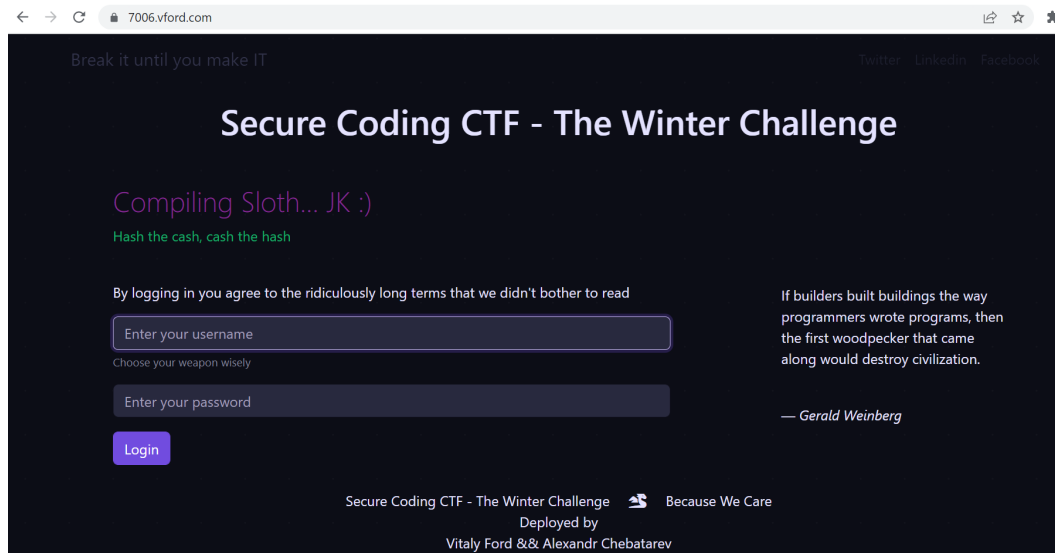 7006.vford.com
Break it until you make IT
Twitter Linkedin Facebook
Secure Coding CTF - The Winter Challenge
Compiling Sloth... JK :)
Hash the cash, cash the hash
By logging in you agree to the ridiculously long terms that we didn't bother to read
Enter your username
Choose your weapon wisely
Enter your password
Login
If builders built buildings the way
programmers wrote programs, then
the first woodpecker that came
along would destroy civilization.
— Gerald Weinberg
Secure Coding CTF - The Winter Challenge Because We Care
Deployed by
Vitaly Ford && Alexandr Chebatarev